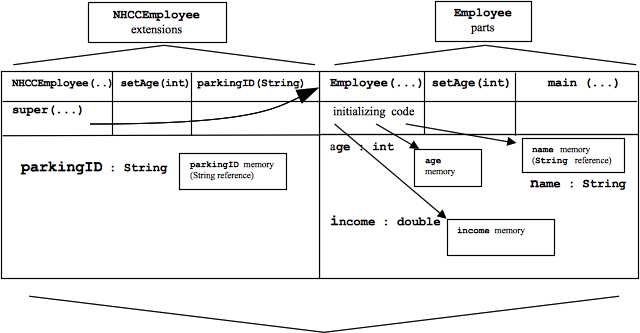 NHCCEmployee
extensions
Employee
parts
NHCCEmployee(..) setAge(int) parkingID(String) Employee(...) setAge(int) main (...)
super(...)
initializing code
parkingID : String
parkingID memory
(String reference)
age : int
age
memory
name memory
(String reference)
name : String
income : double
income memory